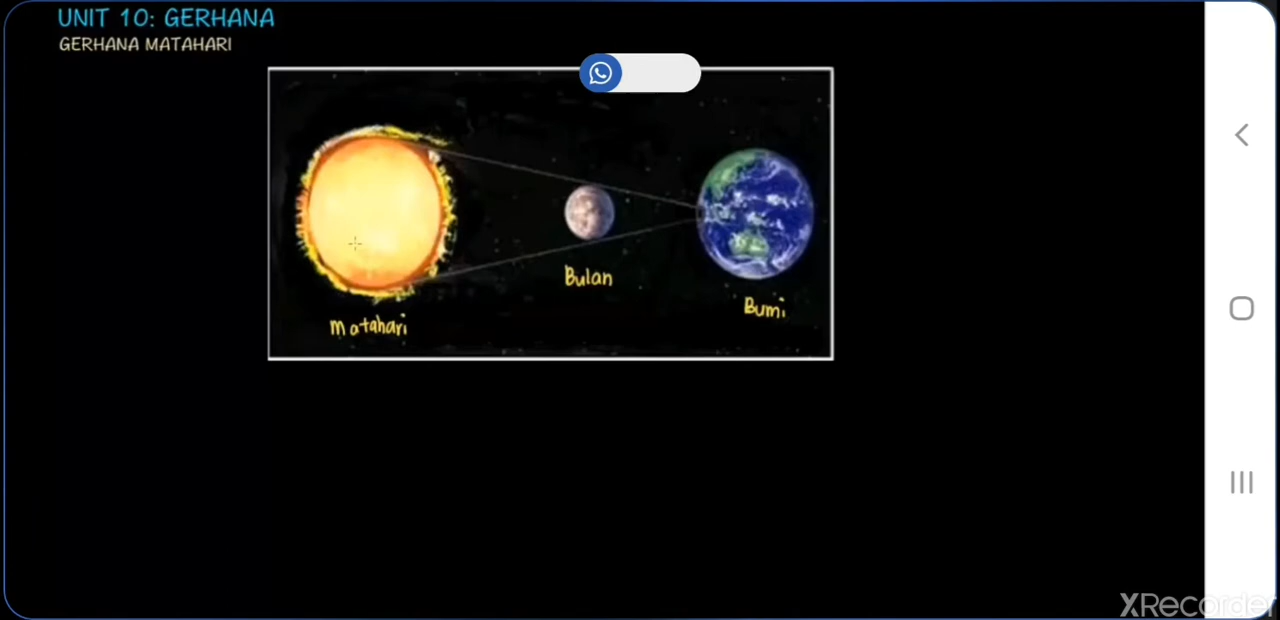 UNIT 10: GERHANA
GERHANA MATAHARI
Bulan
Bumi
Matahari
XRecorder